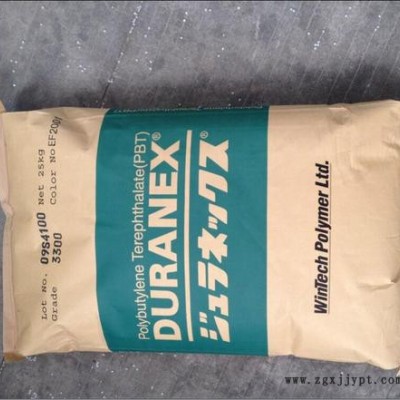 Lot No. 09S4100 Net 25kg
Grade 3300 Color No EF2001
Polybutylene Terephthalate(PBT)
DURANEX®
ジュラネックス®
WinTech Polymer Ltd.
www.zgxjjypt.com